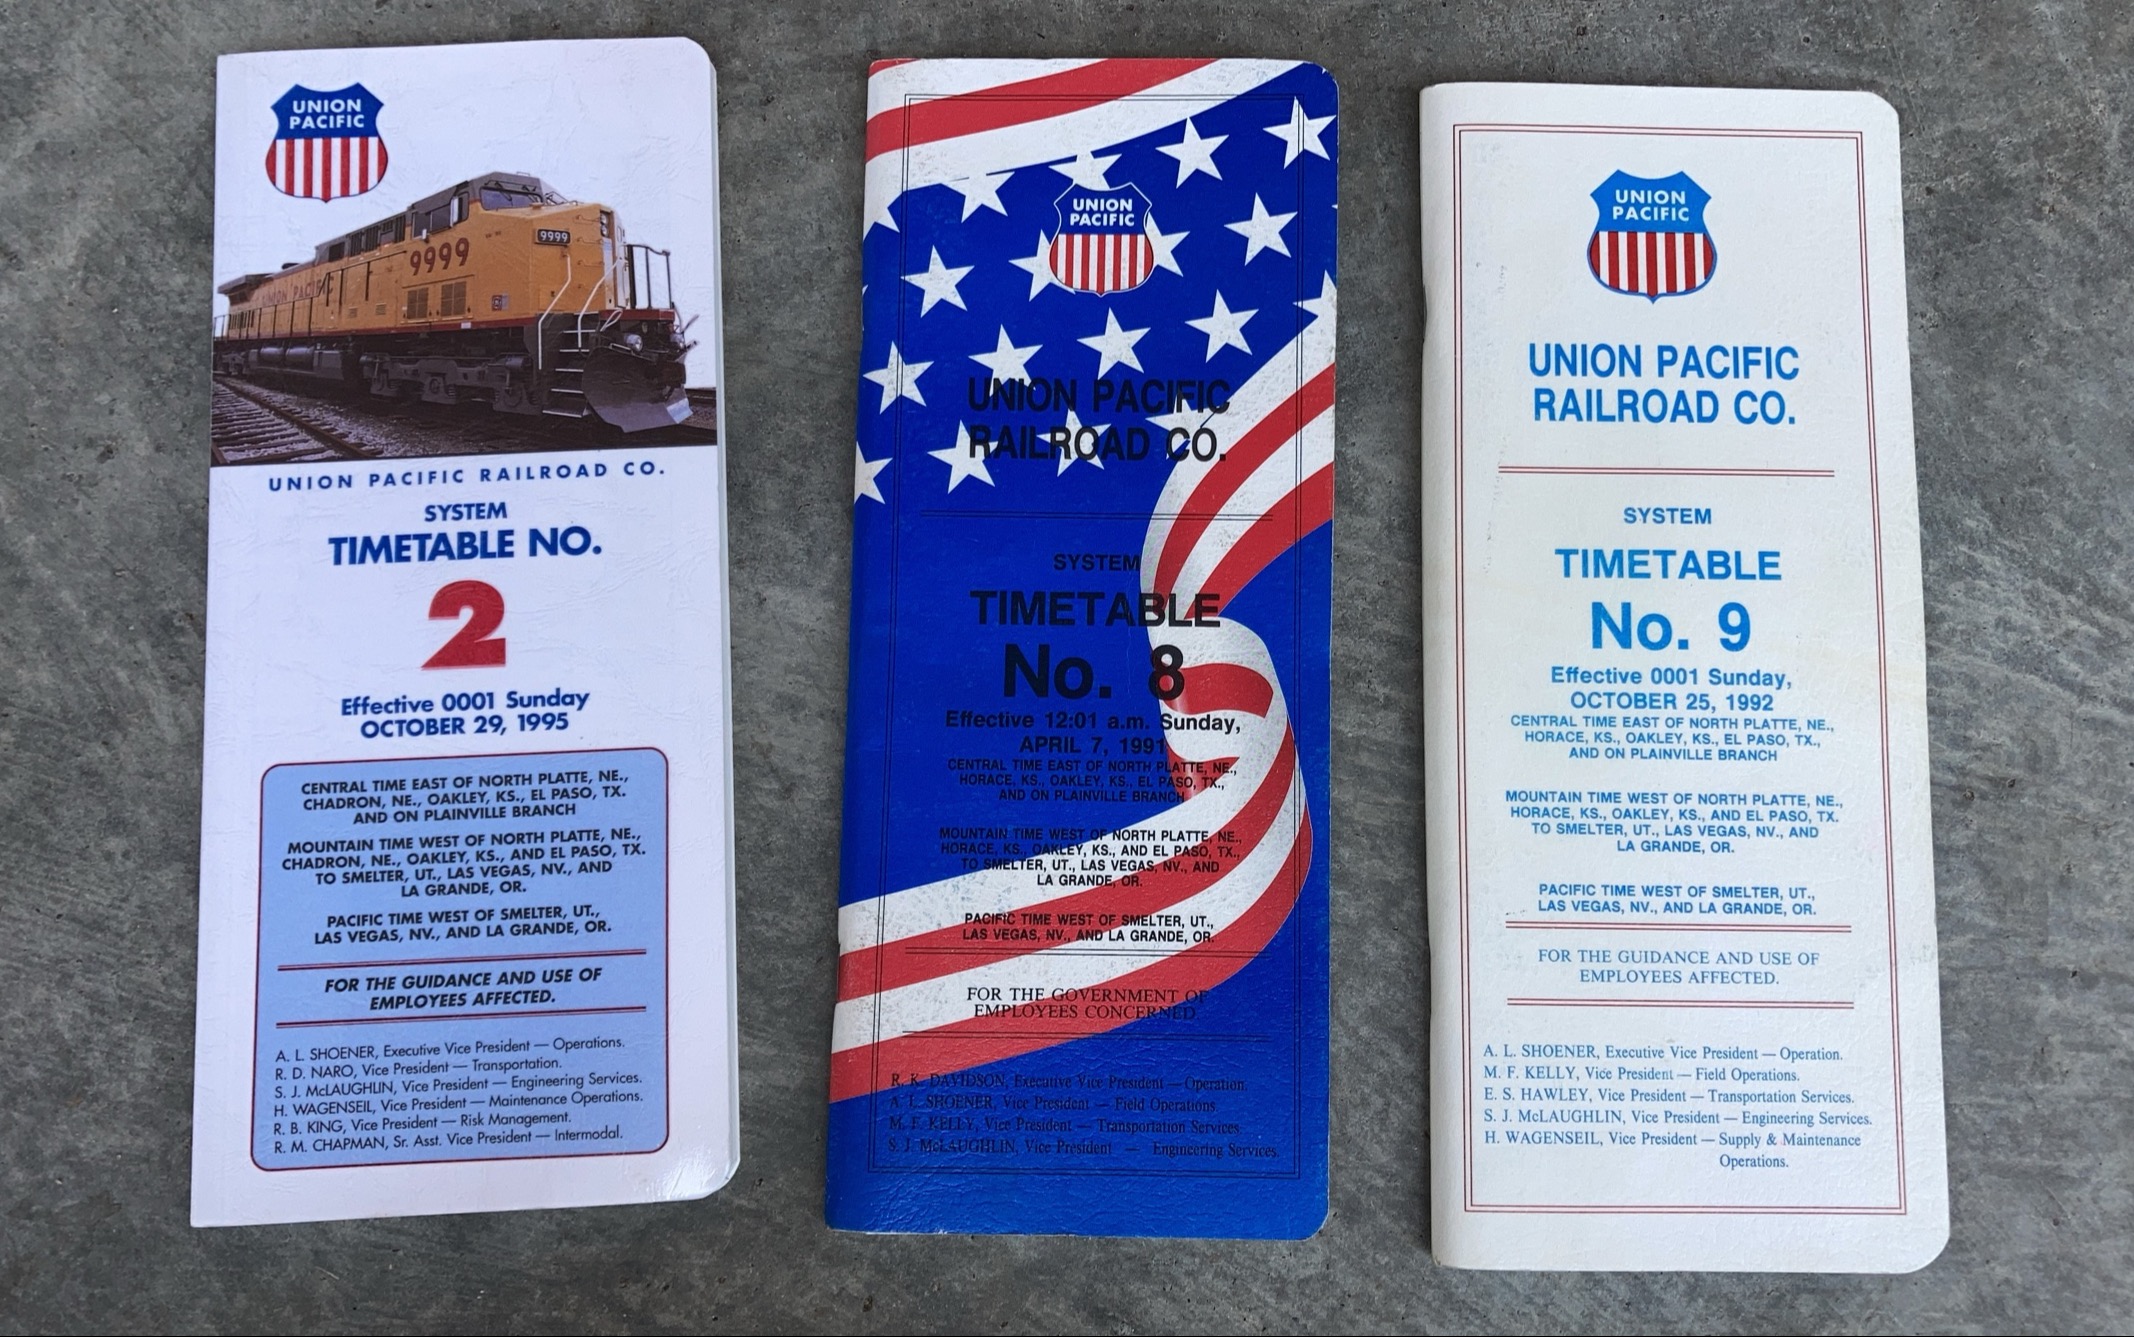 UNION
PACIFIC
9999
9999
UNION PACIFIC
UNION PACIFIC RAILROAD CO.
SYSTEM
TIMETABLE NO.
2
Effective 0001 Sunday
OCTOBER 29, 1995
CENTRAL TIME EAST OF NORTH PLATTE, NE.,
CHADRON, NE., OAKLEY, KS., EL PASO, TX.
AND ON PLAINVILLE BRANCH
MOUNTAIN TIME WEST OF NORTH PLATTE, NE.,
CHADRON, NE., OAKLEY, KS., AND EL PASO, TX.
TO SMELTER, UT., LAS VEGAS, NV., AND
LA GRANDE, OR.
PACIFIC TIME WEST OF SMELTER, UT.,
LAS VEGAS, NV., AND LA GRANDE, OR.
FOR THE GUIDANCE AND USE OF
EMPLOYEES AFFECTED.
A. L. SHOENER, Executive Vice President — Operations.
R. D. NARO, Vice President — Transportation.
S. J. McLAUGHLIN, Vice President — Engineering Services.
H. WAGENSEIL, Vice President — Maintenance Operations.
R. B. KING, Vice President — Risk Management.
R. M. CHAPMAN, Sr. Asst. Vice President — Intermodal.
UNION
PACIFIC
UNION PACIFIC
RAILROAD CO.
SYSTEM
TIMETABLE
No. 8
Effective 12:01 a.m. Sunday,
APRIL 7, 1991
CENTRAL TIME EAST OF NORTH PLATTE, NE.,
HORACE, KS., OAKLEY, KS., EL PASO, TX.,
AND ON PLAINVILLE BRANCH
MOUNTAIN TIME WEST OF NORTH PLATTE, NE.,
HORACE, KS., OAKLEY, KS., AND EL PASO, TX.,
TO SMELTER, UT., LAS VEGAS, NV., AND
LA GRANDE, OR.
PACIFIC TIME WEST OF SMELTER, UT.,
LAS VEGAS, NV., AND LA GRANDE, OR.
FOR THE GOVERNMENT OF
EMPLOYEES CONCERNED
R. K. DAVIDSON, Executive Vice President — Operation.
A. L. SHOENER, Vice President — Field Operations.
M. F. KELLY, Vice President — Transportation Services.
S. J. McLAUGHLIN, Vice President — Engineering Services.
UNION
PACIFIC
UNION PACIFIC
RAILROAD CO.
SYSTEM
TIMETABLE
No. 9
Effective 0001 Sunday,
OCTOBER 25, 1992
CENTRAL TIME EAST OF NORTH PLATTE, NE.,
HORACE, KS., OAKLEY, KS., EL PASO, TX.,
AND ON PLAINVILLE BRANCH
MOUNTAIN TIME WEST OF NORTH PLATTE, NE.,
HORACE, KS., OAKLEY, KS., AND EL PASO, TX.
TO SMELTER, UT., LAS VEGAS, NV., AND
LA GRANDE, OR.
PACIFIC TIME WEST OF SMELTER, UT.,
LAS VEGAS, NV., AND LA GRANDE, OR.
FOR THE GUIDANCE AND USE OF
EMPLOYEES AFFECTED.
A. L. SHOENER, Executive Vice President — Operation.
M. F. KELLY, Vice President — Field Operations.
E. S. HAWLEY, Vice President — Transportation Services.
S. J. McLAUGHLIN, Vice President — Engineering Services.
H. WAGENSEIL, Vice President — Supply & Maintenance
Operations.